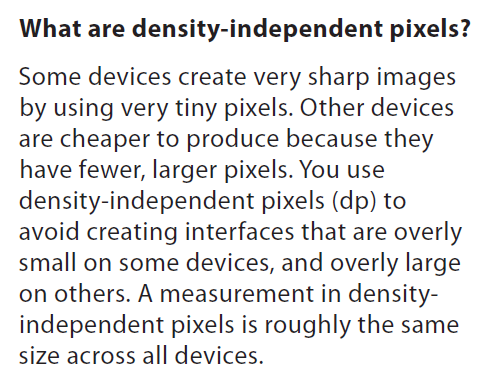 What are density-independent pixels?
Some devices create very sharp images
by using very tiny pixels. Other devices
are cheaper to produce because they
have fewer, larger pixels. You use
density-independent pixels (dp) to
avoid creating interfaces that are overly
small on some devices, and overly large
on others. A measurement in density-
independent pixels is roughly the same
size across all devices.